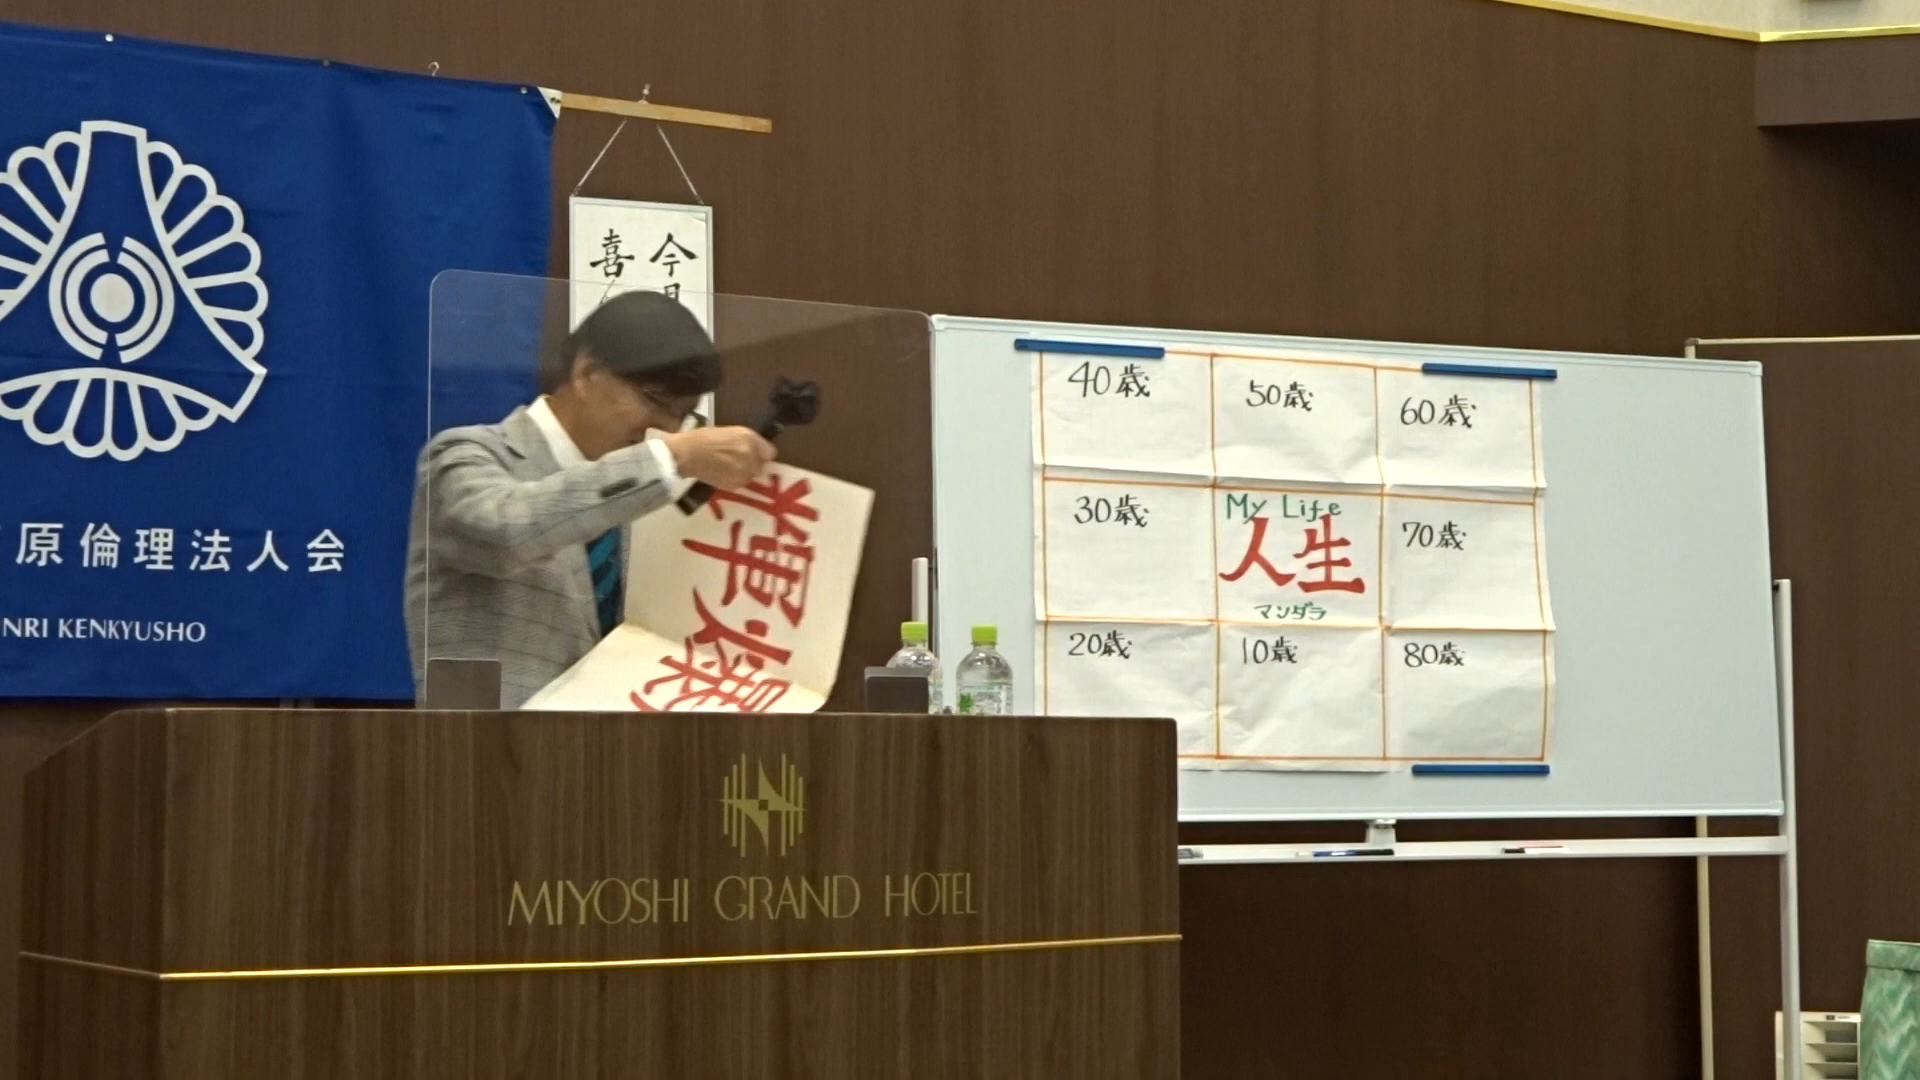 原倫理法人会
NRI KENKYUSHO
今
喜
輝
MIYOSHI GRAND HOTEL
40歳
50歳
60歳
30歳
My Life
人生
マンダラ
70歳
20歳
10歳
80歳